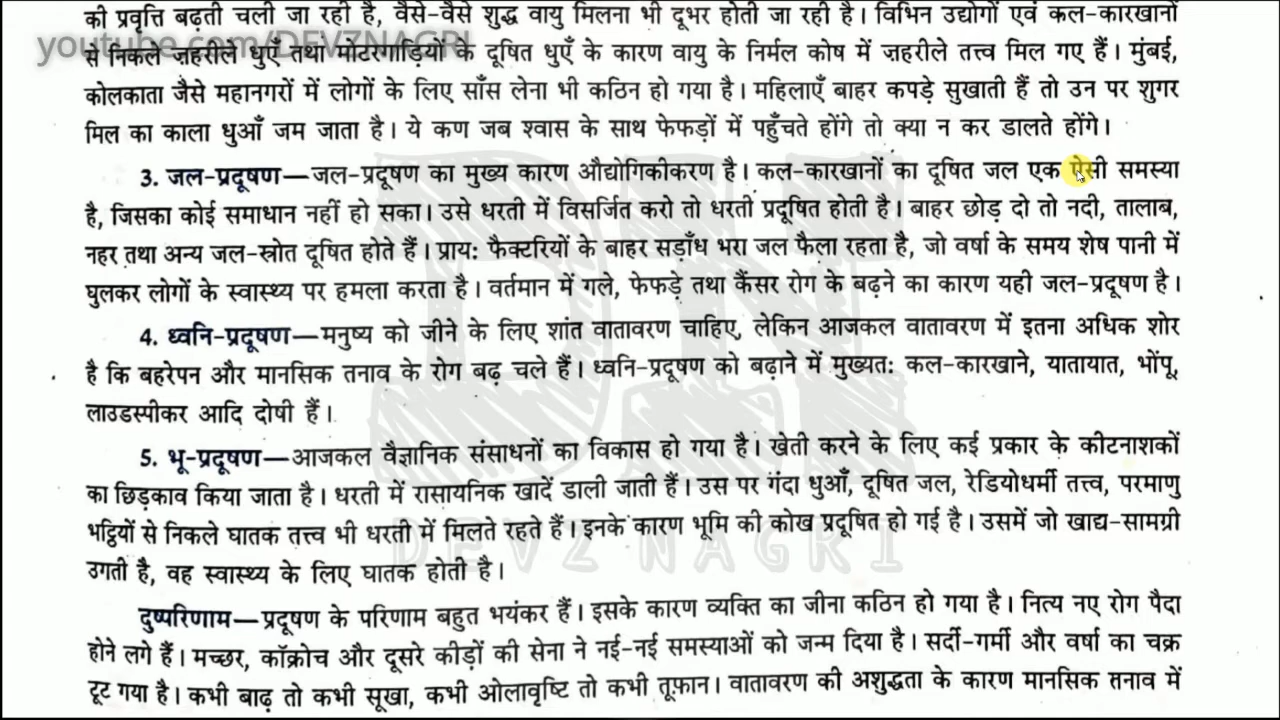 की प्रवृत्ति बढ़ती चली जा रही है, वैसे-वैसे शुद्ध वायु मिलना भी दूभर होती जा रही है। विभिन उद्योगों एवं कल-कारखानों
youtube.com/DEVZNAGRI
से निकले ज़हरीले धुएँ तथा मोटरगाड़ियों के दूषित धुएँ के कारण वायु के निर्मल कोष में ज़हरीले तत्त्व मिल गए हैं। मुंबई,
कोलकाता जैसे महानगरों में लोगों के लिए साँस लेना भी कठिन हो गया है। महिलाएँ बाहर कपड़े सुखाती हैं तो उन पर शुगर
मिल का काला धुआँ जम जाता है। ये कण जब श्वास के साथ फेफड़ों में पहुँचते होंगे तो क्या न कर डालते होंगे।
3. जल-प्रदूषण—जल-प्रदूषण का मुख्य कारण औद्योगिकीकरण है। कल-कारखानों का दूषित जल एक ऐसी समस्या
है, जिसका कोई समाधान नहीं हो सका। उसे धरती में विसर्जित करो तो धरती प्रदूषित होती है। बाहर छोड़ दो तो नदी, तालाब,
नहर तथा अन्य जल-स्रोत दूषित होते हैं। प्राय: फैक्टरियों के बाहर सड़ाँध भरा जल फैला रहता है, जो वर्षा के समय शेष पानी में
घुलकर लोगों के स्वास्थ्य पर हमला करता है। वर्तमान में गले, फेफड़े तथा कैंसर रोग के बढ़ने का कारण यही जल-प्रदूषण है।
4. ध्वनि-प्रदूषण—मनुष्य को जीने के लिए शांत वातावरण चाहिए, लेकिन आजकल वातावरण में इतना अधिक शोर
है कि बहरेपन और मानसिक तनाव के रोग बढ़ चले हैं। ध्वनि-प्रदूषण को बढ़ाने में मुख्यत: कल-कारखाने, यातायात, भोंपू,
लाउडस्पीकर आदि दोषी हैं।
5. भू-प्रदूषण—आजकल वैज्ञानिक संसाधनों का विकास हो गया है। खेती करने के लिए कई प्रकार के कीटनाशकों
का छिड़काव किया जाता है। धरती में रासायनिक खादें डाली जाती हैं। उस पर गंदा धुआँ, दूषित जल, रेडियोधर्मी तत्त्व, परमाणु
भट्ठियों से निकले घातक तत्त्व भी धरती में मिलते रहते हैं। इनके कारण भूमि की कोख प्रदूषित हो गई है। उसमें जो खाद्य-सामग्री
DEVZNAGRI
उगती है, वह स्वास्थ्य के लिए घातक होती है।
दुष्परिणाम—प्रदूषण के परिणाम बहुत भयंकर हैं। इसके कारण व्यक्ति का जीना कठिन हो गया है। नित्य नए रोग पैदा
होने लगे हैं। मच्छर, कॉक्रोच और दूसरे कीड़ों की सेना ने नई-नई समस्याओं को जन्म दिया है। सर्दी-गर्मी और वर्षा का चक्र
टूट गया है। कभी बाढ़ तो कभी सूखा, कभी ओलावृष्टि तो कभी तूफ़ान। वातावरण की अशुद्धता के कारण मानसिक तनाव में